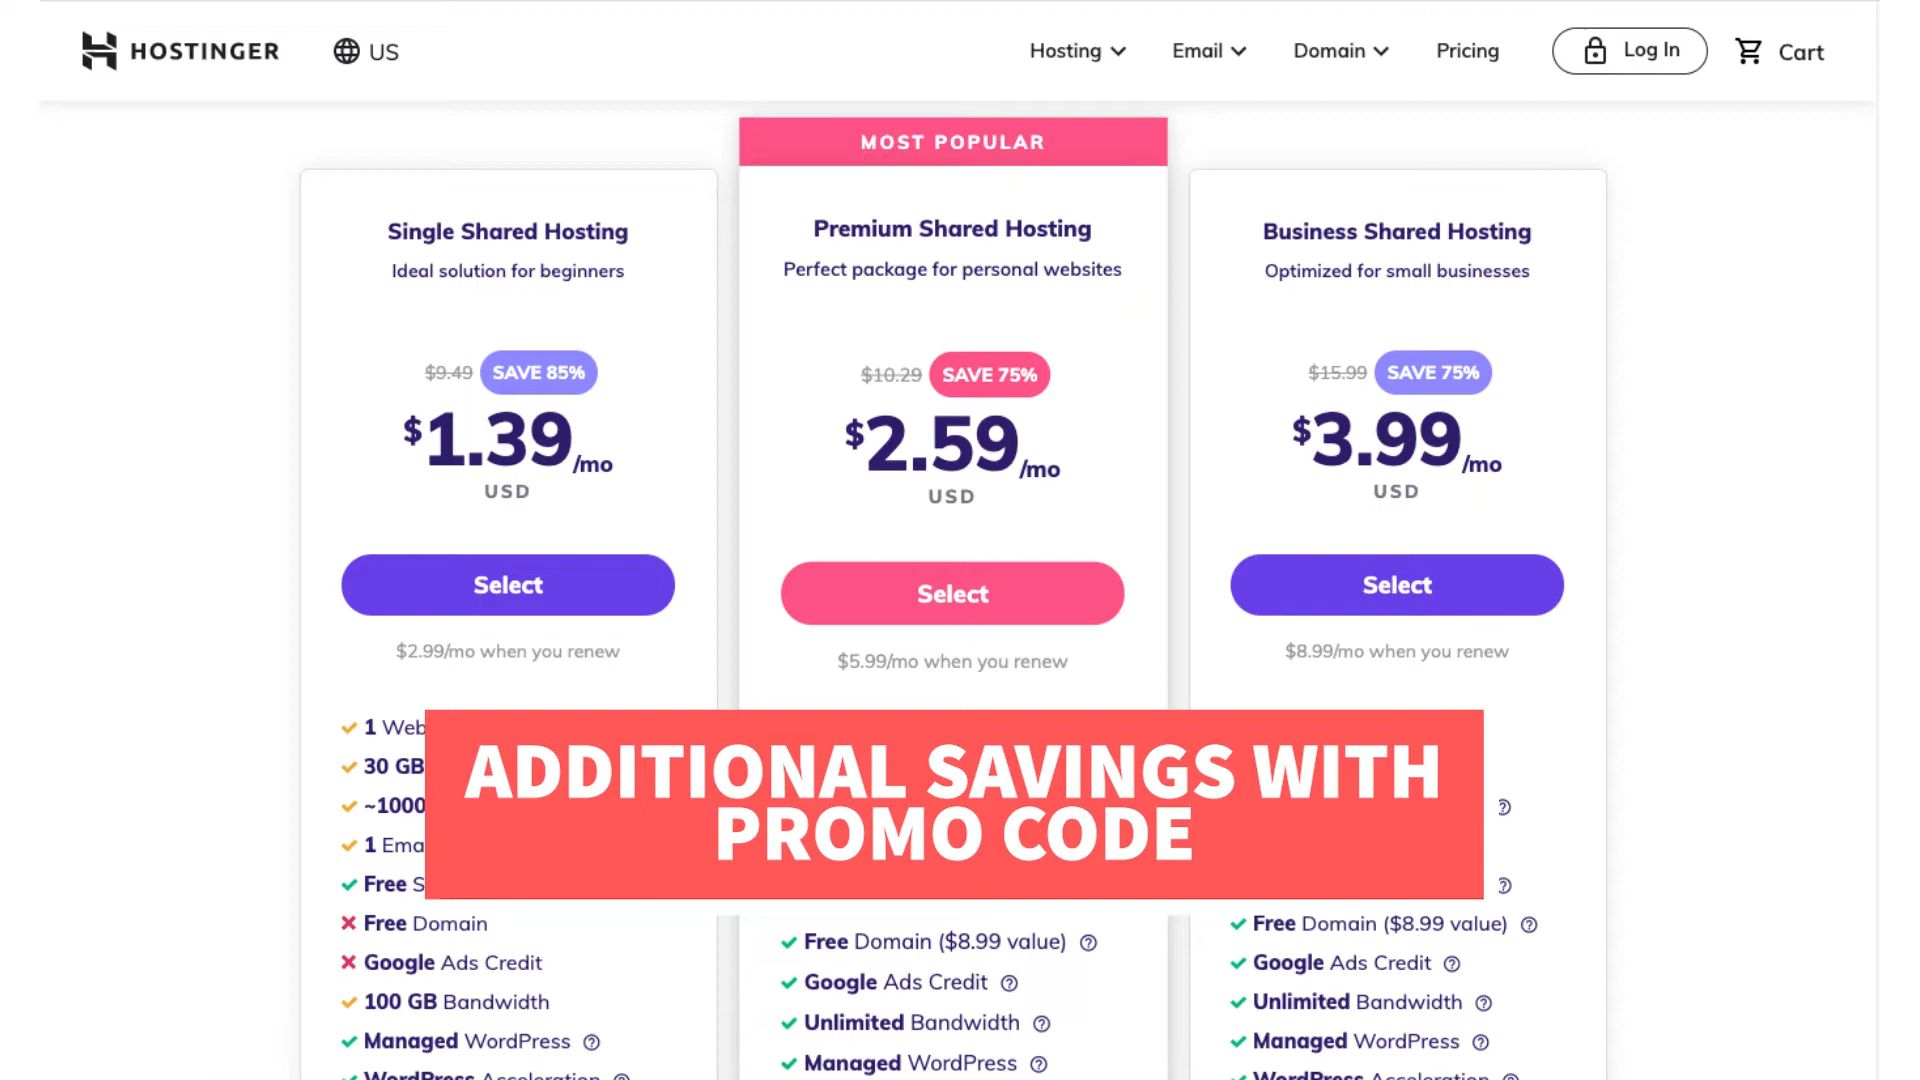 HOSTINGER
US
Hosting
Email
Domain
Pricing
Log In
Cart
MOST POPULAR
Single Shared Hosting
Ideal solution for beginners
$9.49 SAVE 85%
$1.39/mo
USD
Select
$2.99/mo when you renew
1
30 GB
~1000
1
Free
Free Domain
Google Ads Credit
100 GB Bandwidth
Managed WordPress
WordPress Acceleration
Premium Shared Hosting
Perfect package for personal websites
$10.29 SAVE 75%
$2.59/mo
USD
Select
$5.99/mo when you renew
Free Domain ($8.99 value)
Google Ads Credit
Unlimited Bandwidth
Managed WordPress
Business Shared Hosting
Optimized for small businesses
$15.99 SAVE 75%
$3.99/mo
USD
Select
$8.99/mo when you renew
Free Domain ($8.99 value)
Google Ads Credit
Unlimited Bandwidth
Managed WordPress
WordPress Acceleration
ADDITIONAL SAVINGS WITH
PROMO CODE